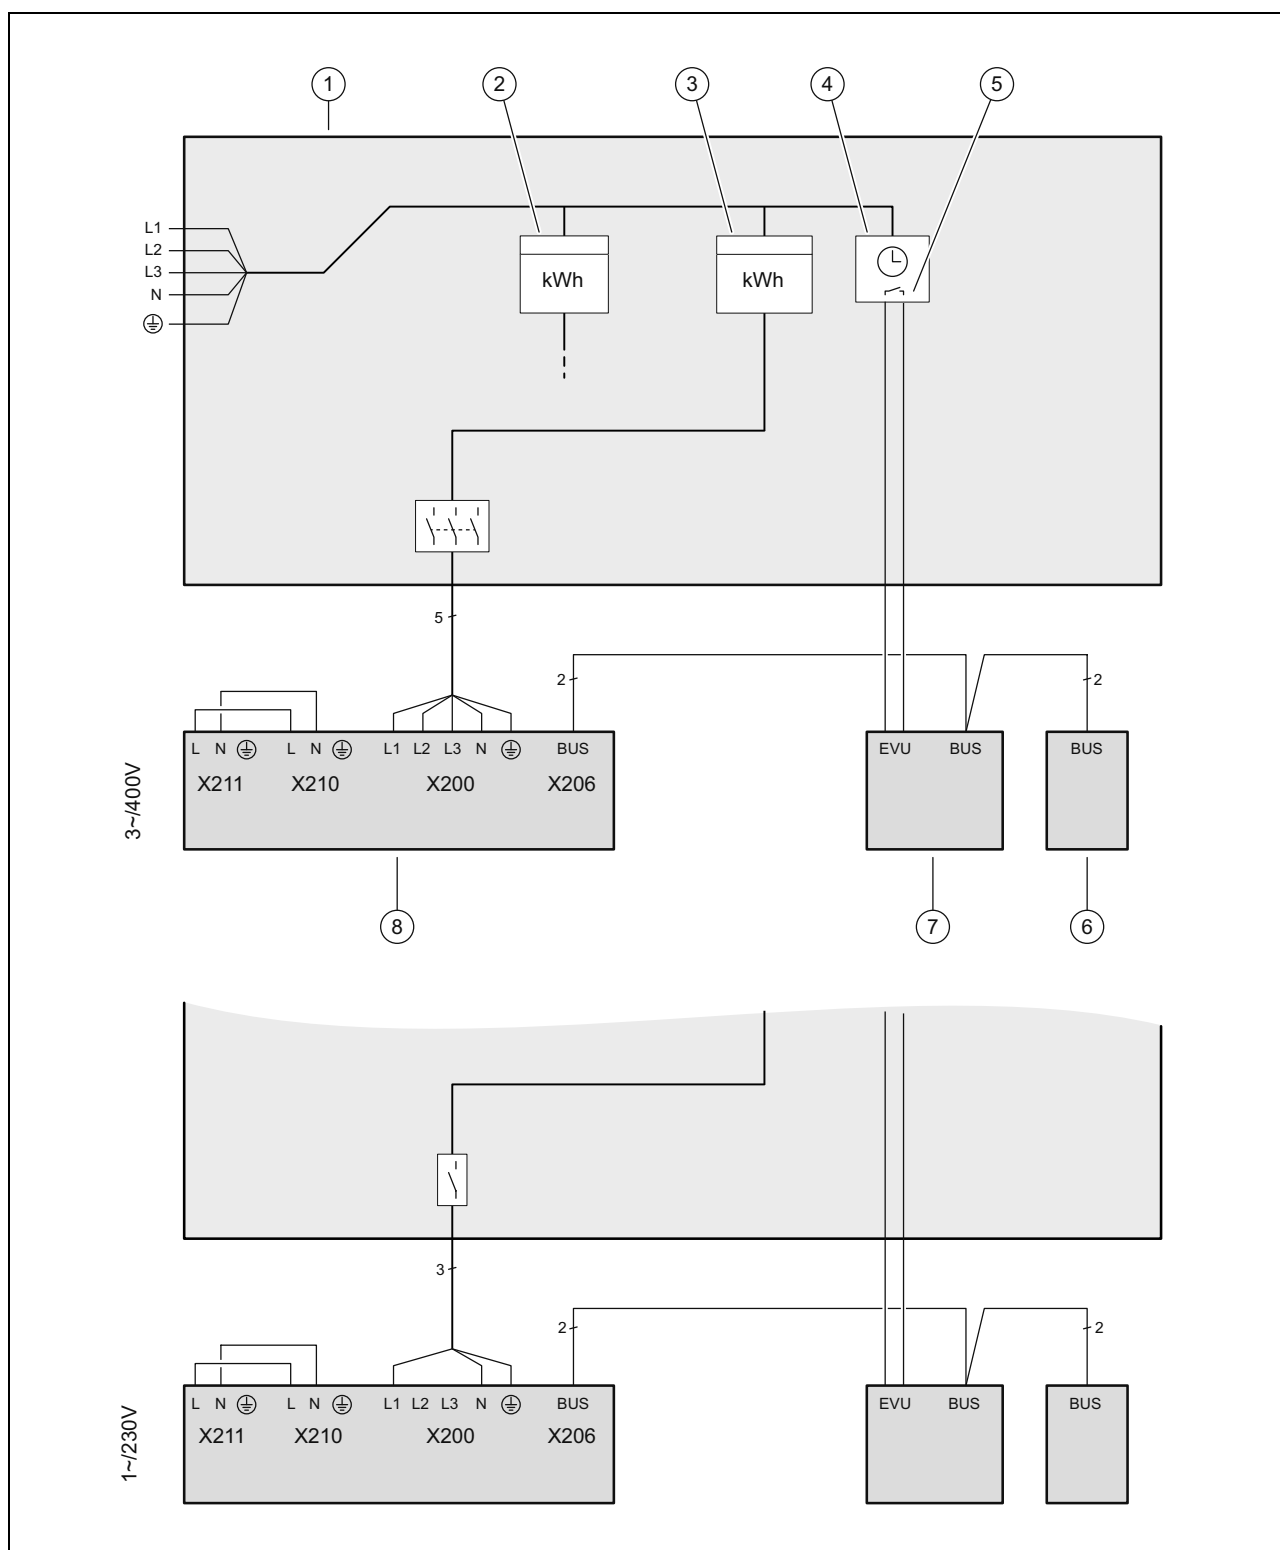 1 2 3 4 5
L1
L2
L3
N
kWh kWh
5
2 2
L N L N L1 L2 L3 N BUS EVU BUS BUS
X211 X210 X200 X206
3~/400V
8 7 6
3
2 2
L N L N L1 L2 L3 N BUS EVU BUS BUS
X211 X210 X200 X206
1~/230V